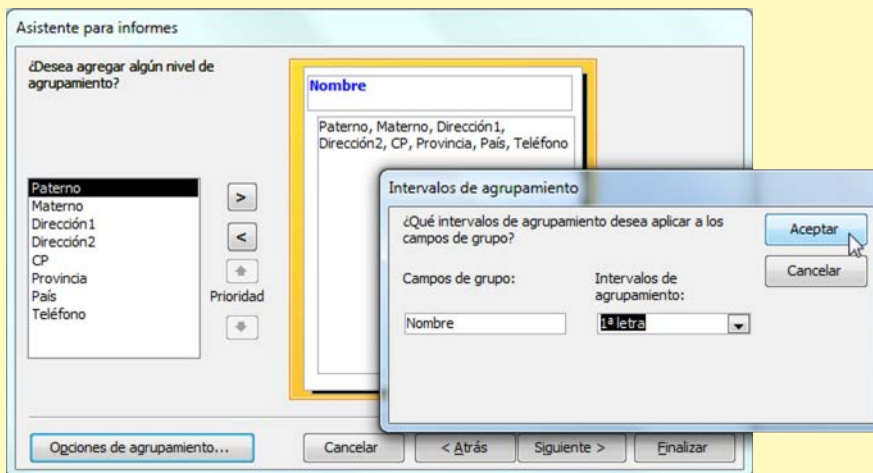 Asistente para informes
¿Desea agregar algún nivel de
agrupamiento?
Nombre
Paterno, Materno, Dirección1,
Dirección2, CP, Provincia, País, Teléfono
Paterno
Materno
Dirección1
Dirección2
CP
Provincia
País
Teléfono
>
<
Prioridad
Intervalos de agrupamiento
¿Qué intervalos de agrupamiento desea aplicar a los
campos de grupo?
Aceptar
Cancelar
Campos de grupo:
Intervalos de
agrupamiento:
Nombre
1ª letra
Opciones de agrupamiento...
Cancelar
< Atrás
Siguiente >
Finalizar